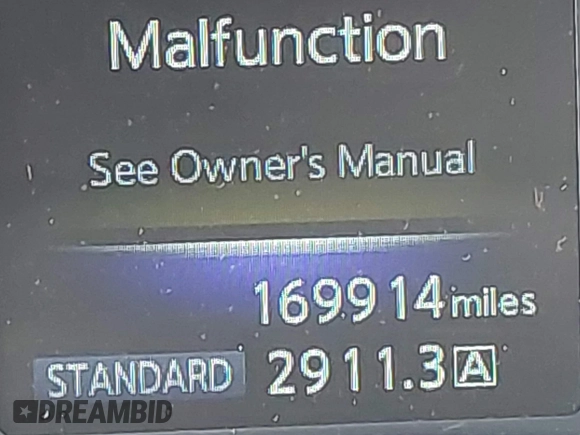 Malfunction
See Owner's Manual
169914 miles
STANDARD 2911.3 A
DREAMBID